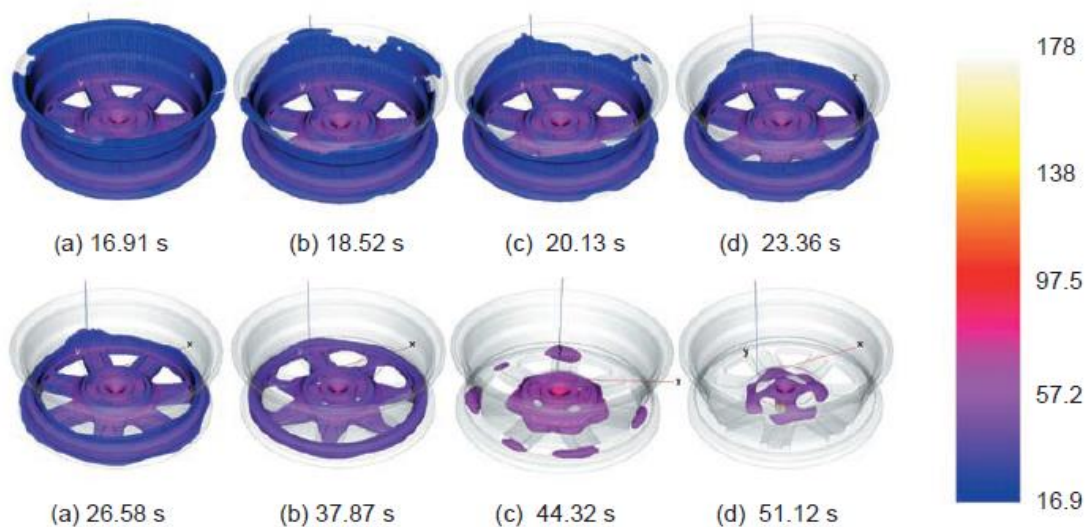 (a) 16.91 s
(b) 18.52 s
(c) 20.13 s
(d) 23.36 s
(a) 26.58 s
(b) 37.87 s
(c) 44.32 s
(d) 51.12 s
178
138
97.5
57.2
16.9